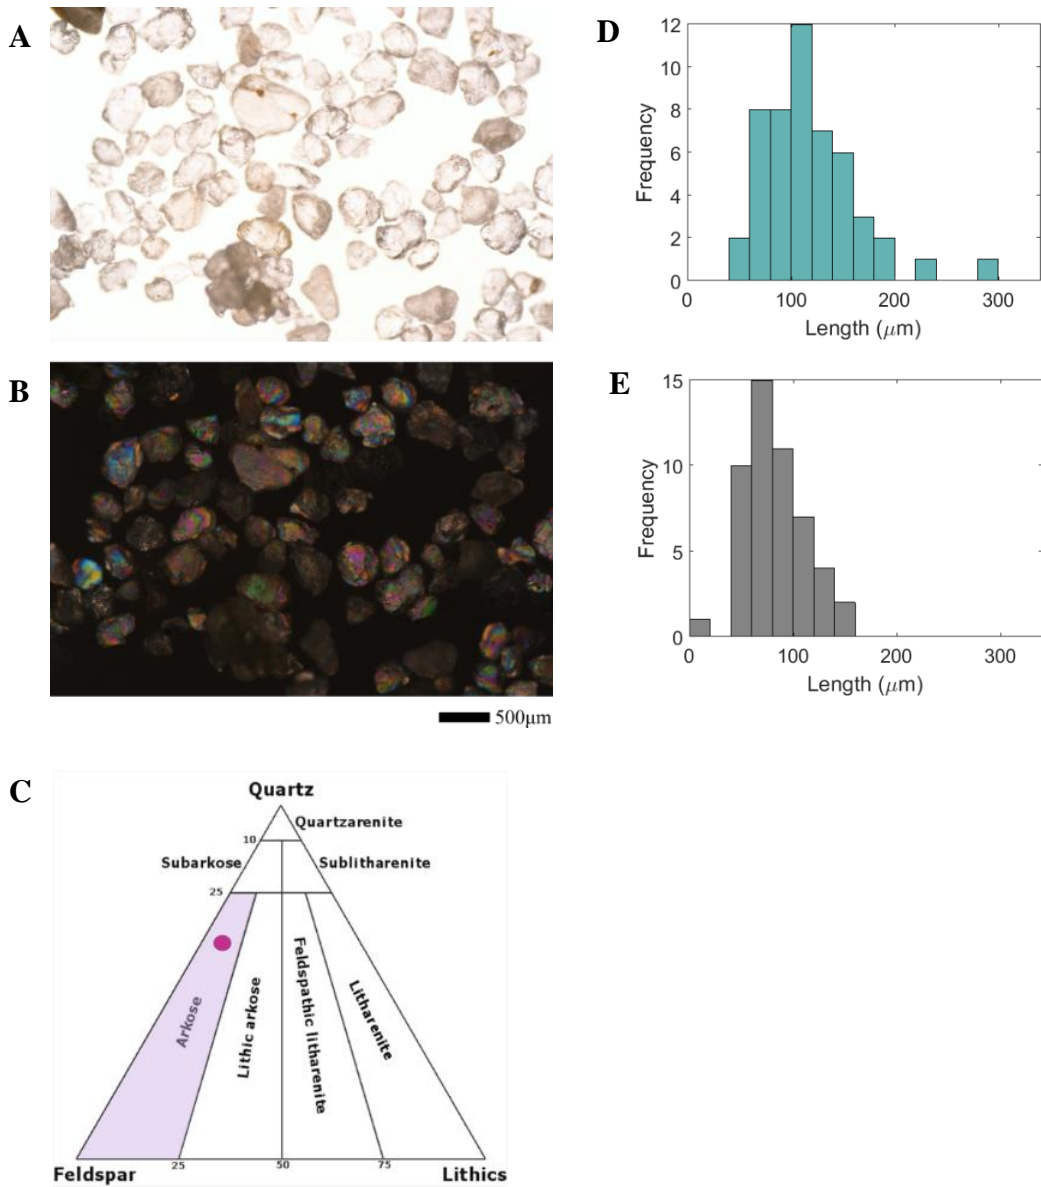 A
B
500μm
C
Quartz
Quartzarenite
10
Subarkose
Sublitharenite
25
Arkose
Lithic arkose
Feldspathic litharenite
Litharenite
25
50
75
Feldspar
Lithics
D
12
10
8
6
4
2
0
Frequency
0
100
200
300
Length (μm)
E
15
10
5
0
Frequency
0
100
200
300
Length (μm)